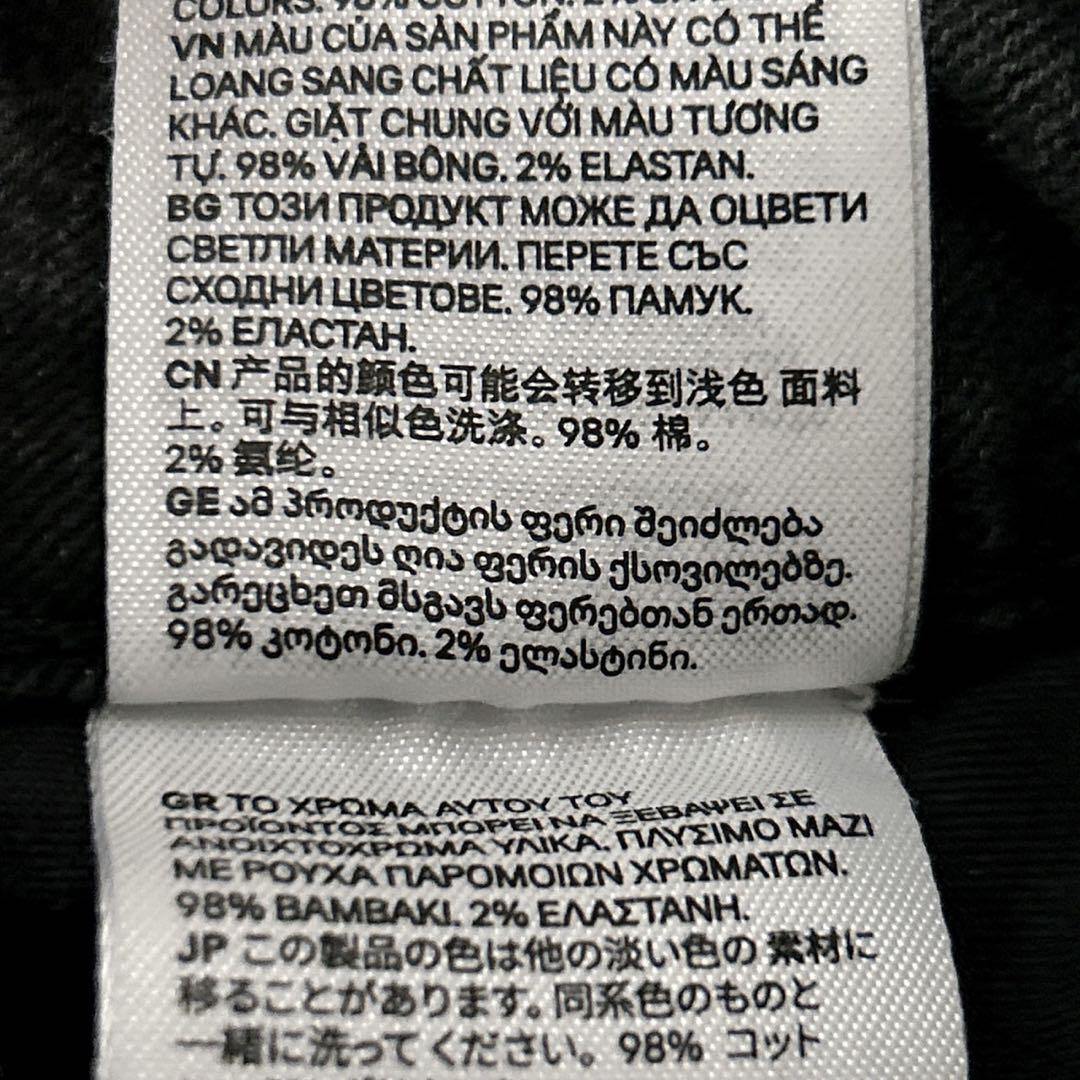 COLORS. 98% COTTON. 2%
VN MÀU CỦA SẢN PHẨM NÀY CÓ THỂ
LOANG SANG CHẤT LIỆU CÓ MÀU SÁNG
KHÁC. GIẶT CHUNG VỚI MÀU TƯƠNG
TỰ. 98% VẢI BÔNG. 2% ELASTAN.
BG ТОЗИ ПРОДУКТ МОЖЕ ДА ОЦВЕТИ
СВЕТЛИ МАТЕРИИ. ПЕРЕТЕ СЪС
СХОДНИ ЦВЕТОВЕ. 98% ПАМУК.
2% ЕЛАСТАН.
CN 产品的颜色可能会转移到浅色 面料
上。可与相似色洗涤。98% 棉。
2% 氨纶。
GE ამ პროდუქტის ფერი შეიძლება
გადავიდეს ღია ფერის ქსოვილებზე.
გარეცხეთ მსგავს ფერებთან ერთად.
98% კოტონი. 2% ელასტინი.
GR ΤΟ ΧΡΩΜΑ ΑΥΤΟΥ ΤΟΥ
ΠΡΟΪΟΝΤΟΣ ΜΠΟΡΕΙ ΝΑ ΞΕΒΑΨΕΙ ΣΕ
ΑΝΟΙΧΤΟΧΡΩΜΑ ΥΛΙΚΑ. ΠΛΥΣΙΜΟ ΜΑΖΙ
ΜΕ ΡΟΥΧΑ ΠΑΡΟΜΟΙΩΝ ΧΡΩΜΑΤΩΝ.
98% ΒΑΜΒΑΚΙ. 2% ΕΛΑΣΤΑΝΗ.
JP この製品の色は他の淡い色の 素材に
移ることがあります。同系色のものと
一緒に洗ってください。98% コット